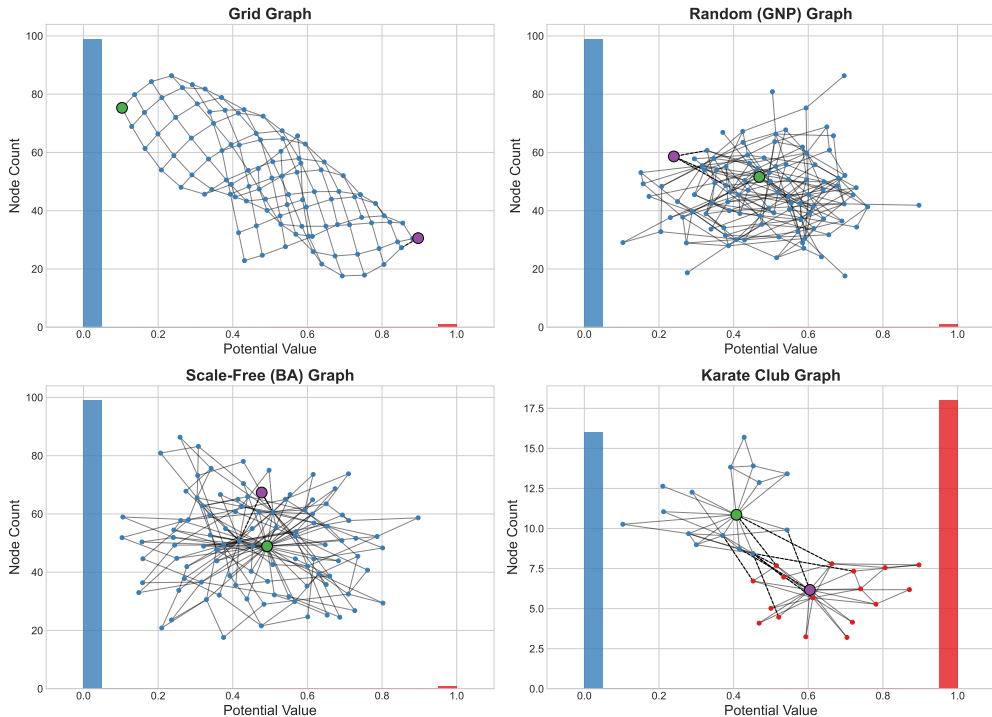 Grid Graph
Node Count
100
80
60
40
20
0
0.0 0.2 0.4 0.6 0.8 1.0
Potential Value
Random (GNP) Graph
Node Count
100
80
60
40
20
0
0.0 0.2 0.4 0.6 0.8 1.0
Potential Value
Scale-Free (BA) Graph
Node Count
100
80
60
40
20
0
0.0 0.2 0.4 0.6 0.8 1.0
Potential Value
Karate Club Graph
Node Count
17.5
15.0
12.5
10.0
7.5
5.0
2.5
0.0
0.0 0.2 0.4 0.6 0.8 1.0
Potential Value